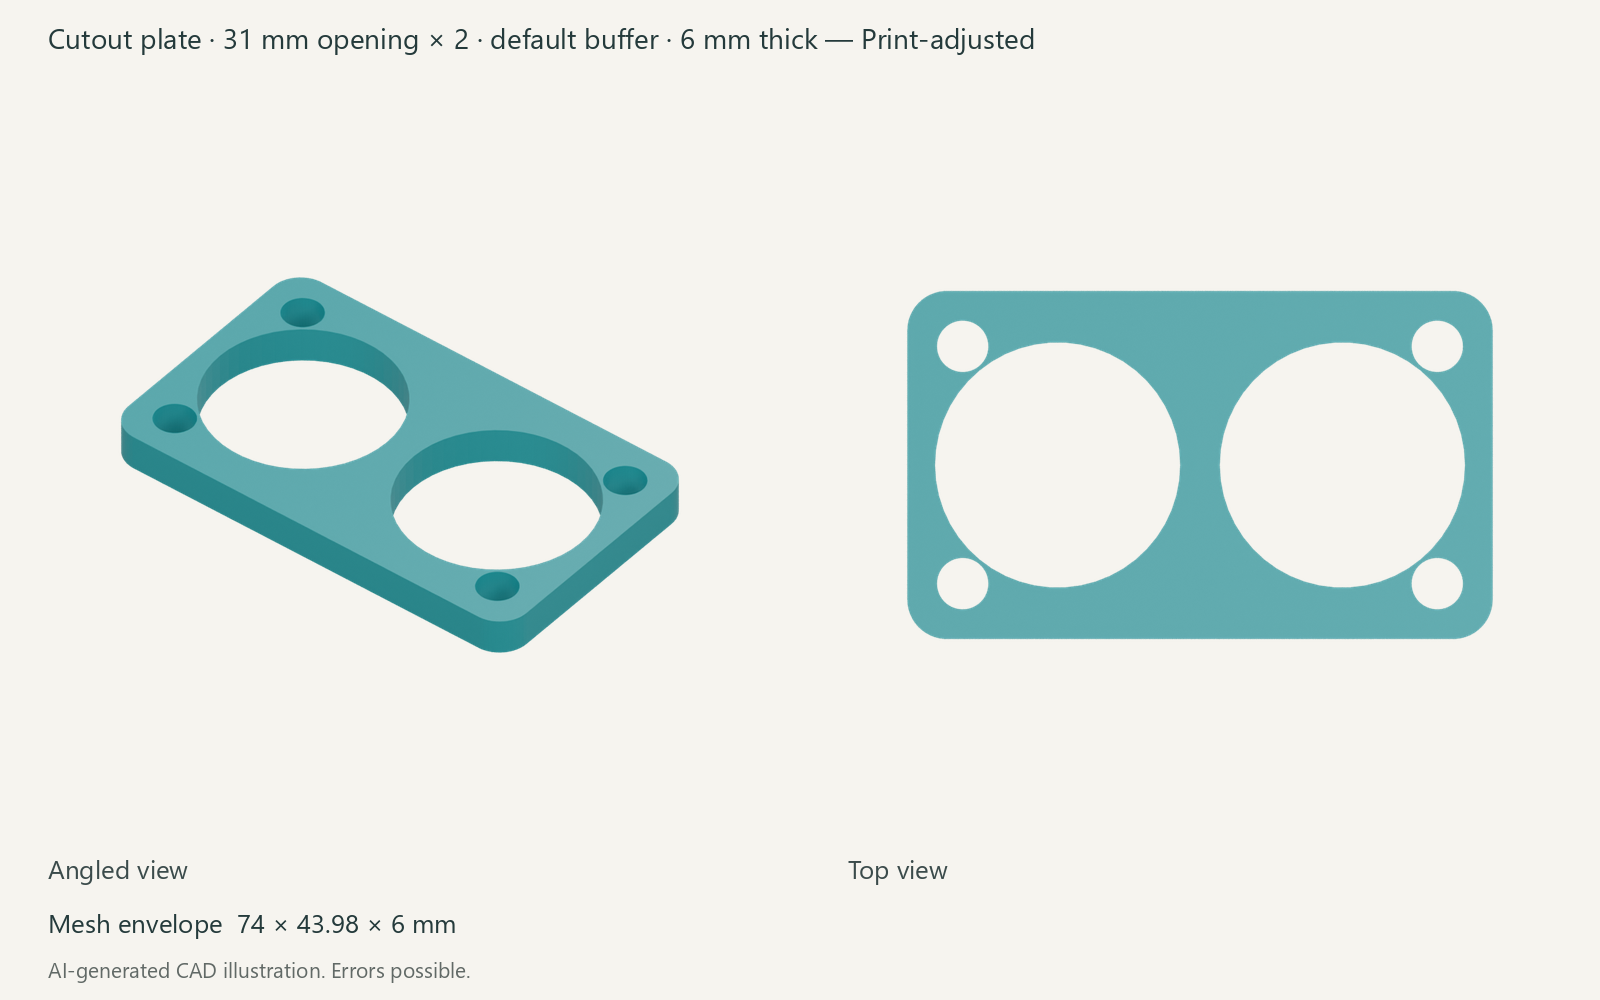 Cutout plate · 31 mm opening × 2 · default buffer · 6 mm thick — Print-adjusted
Angled view
Top view
Mesh envelope 74 × 43.98 × 6 mm
AI-generated CAD illustration. Errors possible.